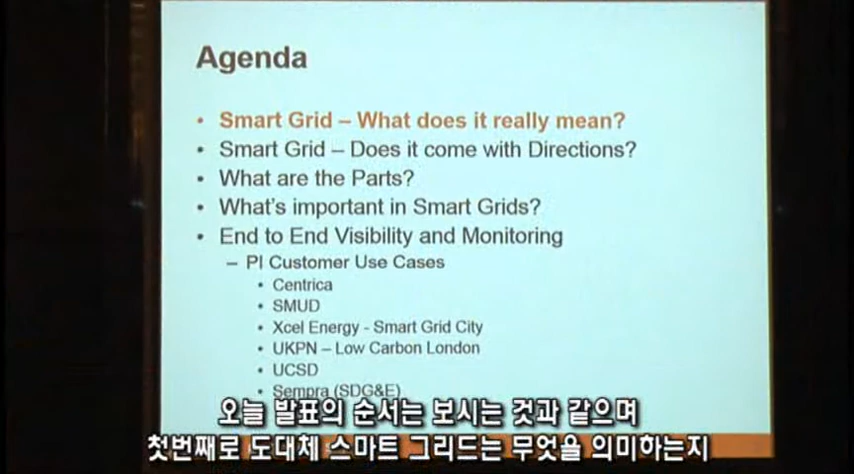 Agenda
• Smart Grid – What does it really mean?
• Smart Grid – Does it come with Directions?
• What are the Parts?
• What's important in Smart Grids?
• End to End Visibility and Monitoring
– PI Customer Use Cases
• Centrica
• SMUD
• Xcel Energy - Smart Grid City
• UKPN – Low Carbon London
• UCSD
• Sempra (SDG&E)
오늘 발표의 순서는 보시는 것과 같으며
첫번째로 도대체 스마트 그리드는 무엇을 의미하는지